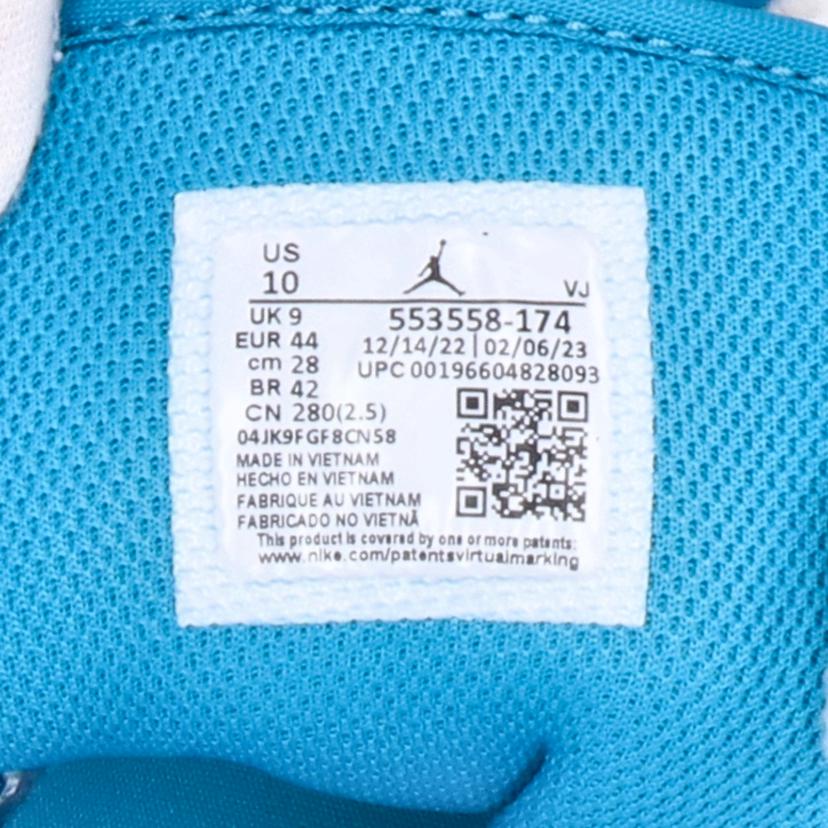 US
10
VJ
UK 9
553558-174
EUR 44
12/14/22 | 02/06/23
cm 28
UPC 00196604828093
BR 42
CN 280(2.5)
04JK9FGF8CN58
MADE IN VIETNAM
HECHO EN VIETNAM
FABRIQUE AU VIETNAM
FABRICADO NO VIETNÃ
This product is covered by one or more patents:
www.nike.com/patentsvirtualmarking